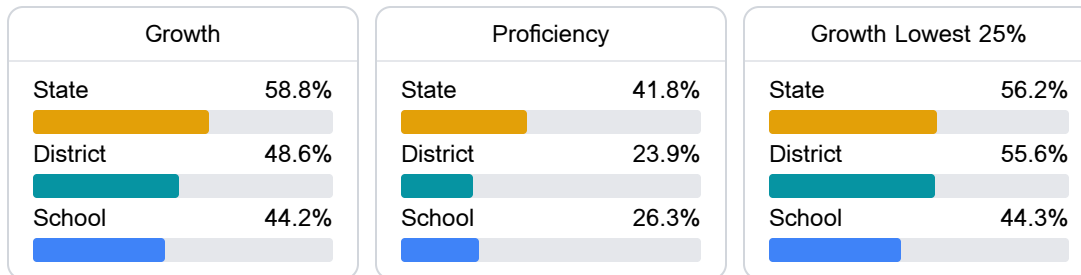 Growth
State 58.8%
District 48.6%
School 44.2%
Proficiency
State 41.8%
District 23.9%
School 26.3%
Growth Lowest 25%
State 56.2%
District 55.6%
School 44.3%